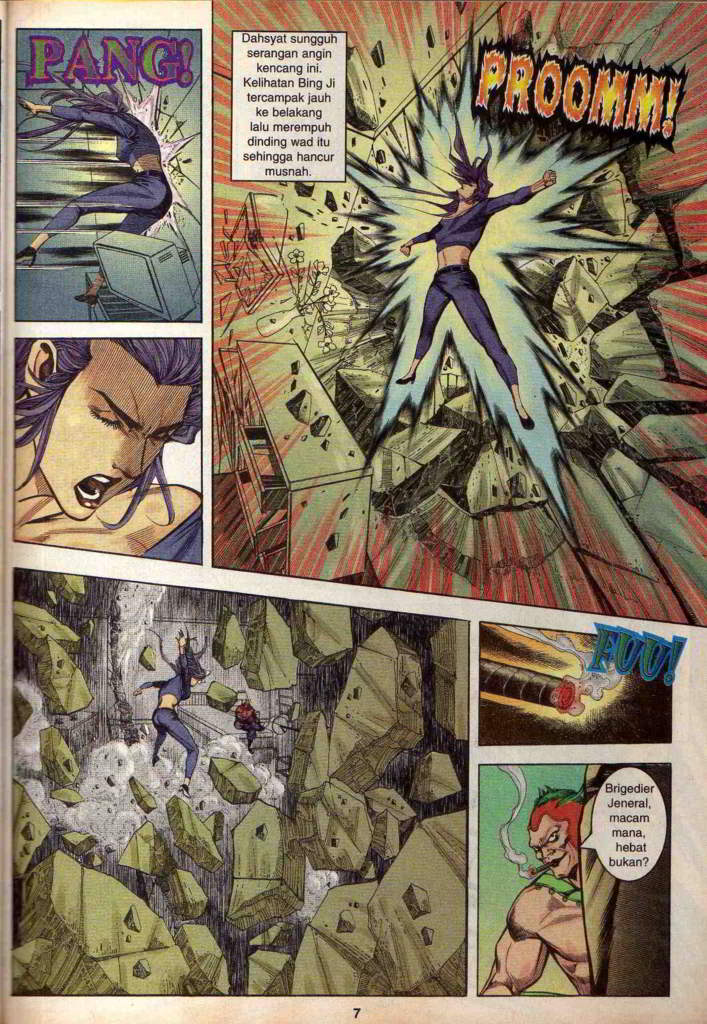 PANG!
Dahsyat sungguh
serangan angin
kencang ini.
Kelihatan Bing Ji
tercampak jauh
ke belakang
lalu merempuh
dinding wad itu
sehingga hancur
musnah.
PROOMM!
FUU!
Brigedier
Jeneral,
macam
mana,
hebat
bukan?
7